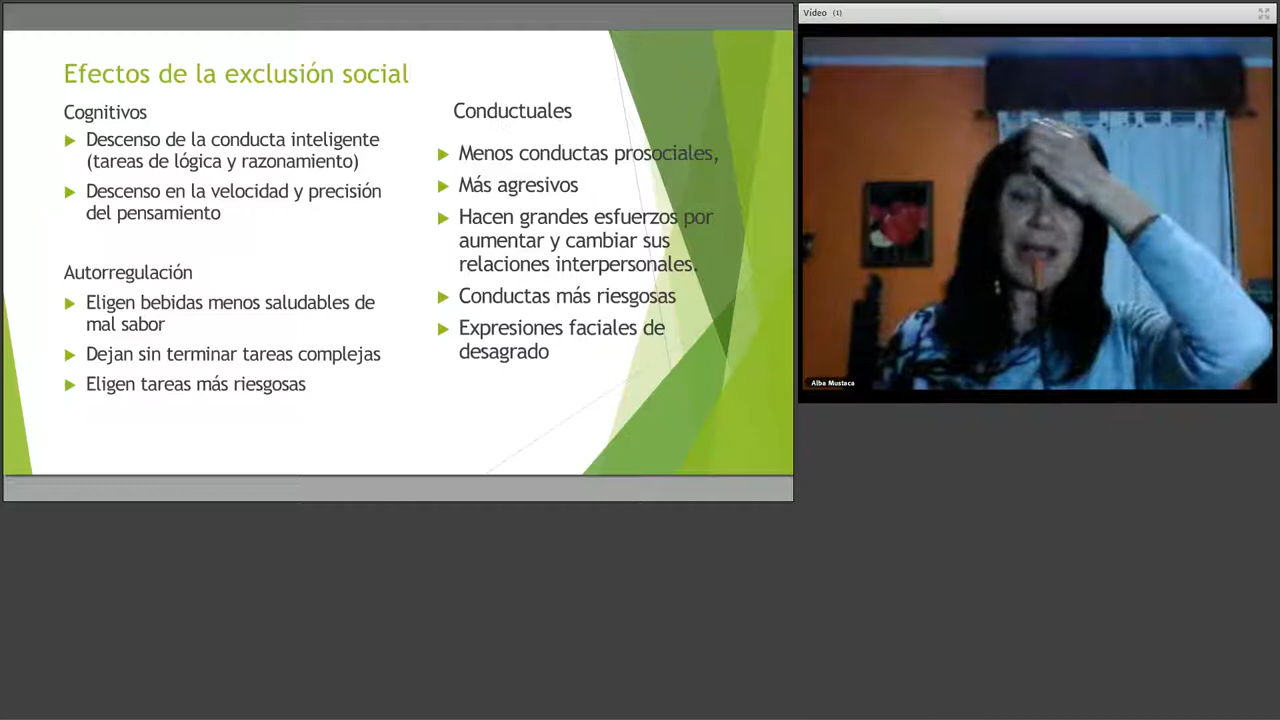 Efectos de la exclusión social
Cognitivos
Descenso de la conducta inteligente
(tareas de lógica y razonamiento)
Descenso en la velocidad y precisión
del pensamiento
Autorregulación
Eligen bebidas menos saludables de
mal sabor
Dejan sin terminar tareas complejas
Eligen tareas más riesgosas
Conductuales
Menos conductas prosociales,
Más agresivos
Hacen grandes esfuerzos por
aumentar y cambiar sus
relaciones interpersonales.
Conductas más riesgosas
Expresiones faciales de
desagrado
Vídeo (1)
Alba Mustaca